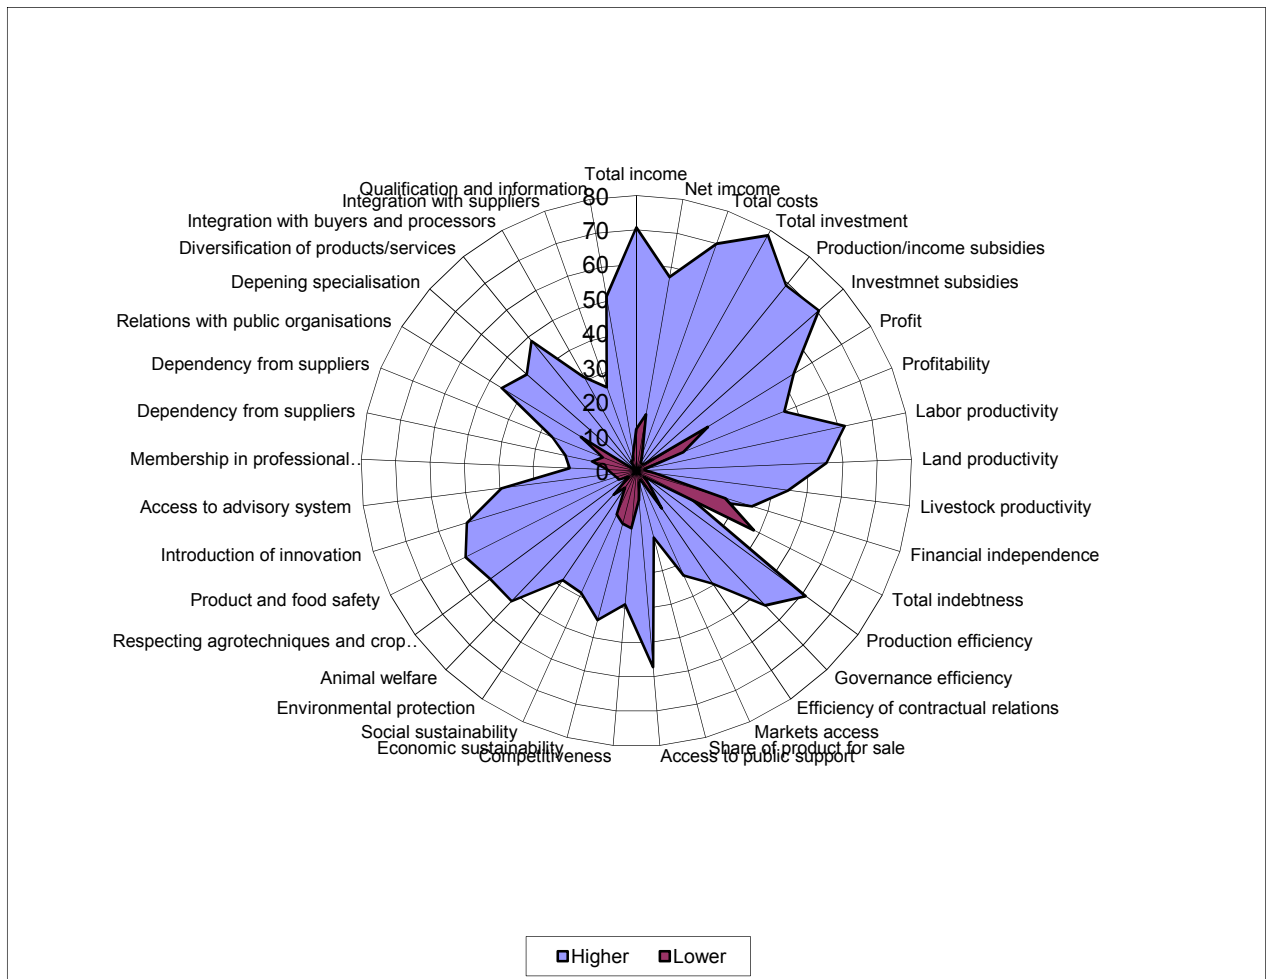 Total income
Net imcome
Total costs
Total investment
Production/income subsidies
Investmnet subsidies
Profit
Profitability
Labor productivity
Land productivity
Livestock productivity
Financial independence
Total indebtness
Production efficiency
Governance efficiency
Efficiency of contractual relations
Markets access
Share of product for sale
Access to public support
Competitiveness
Economic sustainability
Social sustainability
Environmental protection
Animal welfare
Respecting agrotechniques and crop..
Product and food safety
Introduction of innovation
Access to advisory system
Membership in professional..
Dependency from suppliers
Dependency from suppliers
Relations with public organisations
Depening specialisation
Diversification of products/services
Integration with buyers and processors
Integration with suppliers
Qualification and information
80
70
60
50
40
30
20
10
0
Higher
Lower